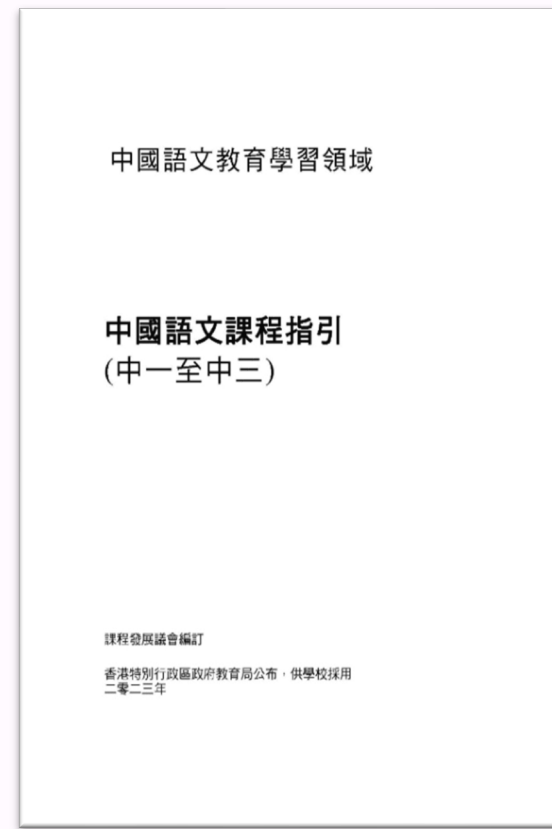 中國語文教育學習領域
中國語文課程指引
(中一至中三)
課程發展議會編訂
香港特別行政區政府教育局公布，供學校採用
二零二三年